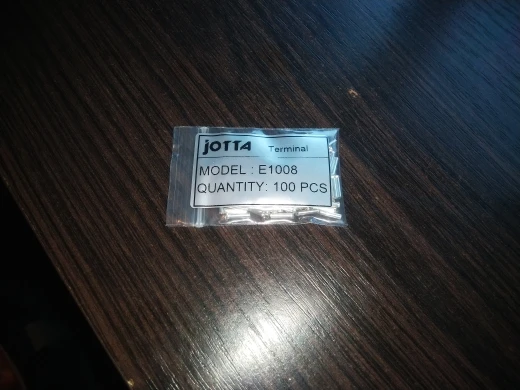 jOTTA Terminal
MODEL : E1008
QUANTITY: 100 PCS